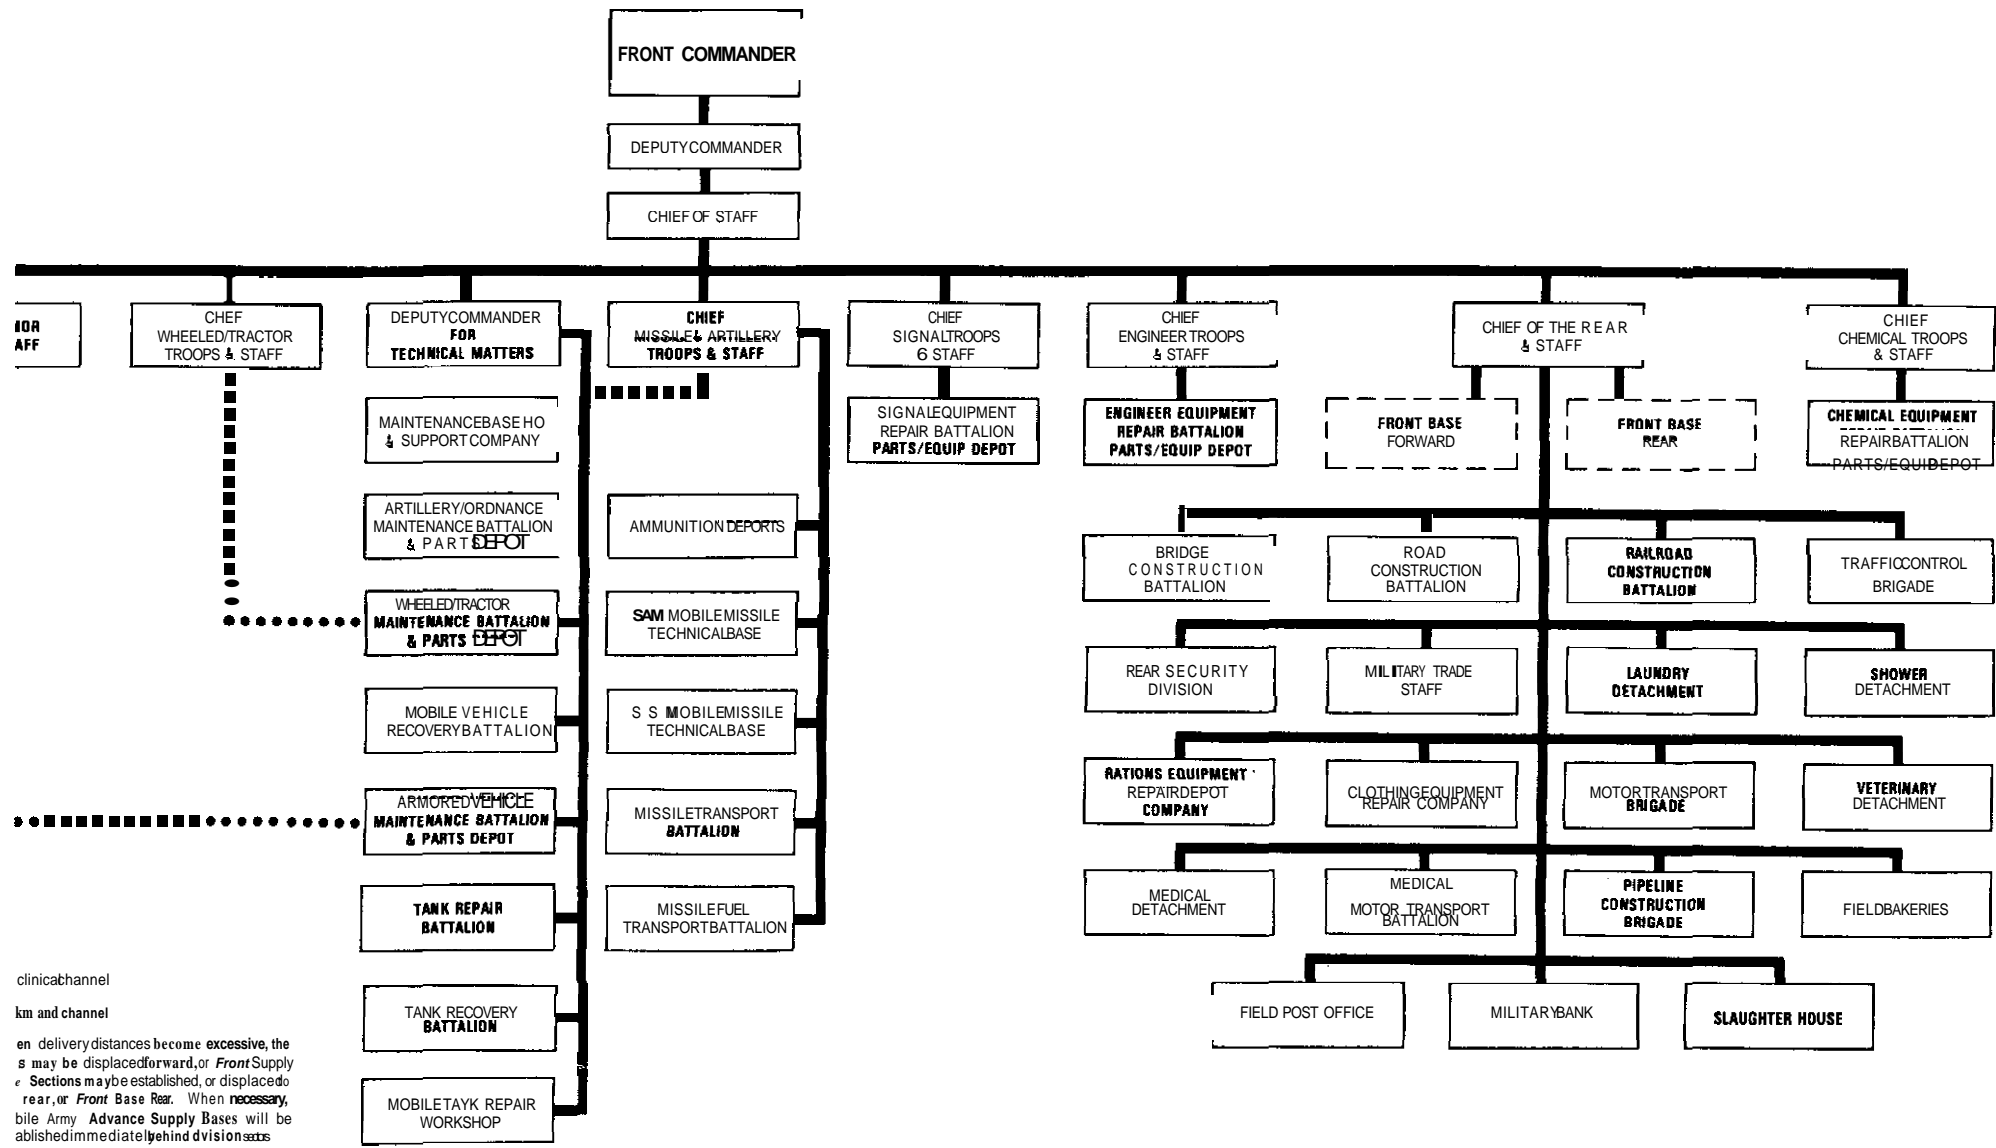 FRONT COMMANDER
DEPUTY COMMANDER
CHIEF OF STAFF
AFF
CHEF
WHEELED/TRACTOR
TROOPS & STAFF
DEPUTY COMMANDER
FOR
TECHNICAL MATTERS
CHIEF
MISSILE & ARTILLERY
TROOPS & STAFF
CHIEF
SIGNAL TROOPS
6 STAFF
CHIEF
ENGINEER TROOPS
& STAFF
CHIEF OF THE REAR
& STAFF
CHIEF
CHEMICAL TROOPS
& STAFF
MAINTENANCE BASE HO
& SUPPORT COMPANY
SIGNAL EQUIPMENT
REPAIR BATTALION
PARTS/EQUIP DEPOT
ENGINEER EQUIPMENT
REPAIR BATTALION
PARTS/EQUIP DEPOT
FRONT BASE
FORWARD
FRONT BASE
REAR
CHEMICAL EQUIPMENT
REPAIR BATTALION
PARTS/EQUIP DEPOT
ARTILLERY/ORDNANCE
MAINTENANCE BATTALION
& PARTS DEPOT
AMMUNITION DEPORTS
BRIDGE
CONSTRUCTION
BATTALION
ROAD
CONSTRUCTION
BATTALION
RAILROAD
CONSTRUCTION
BATTALION
TRAFFIC CONTROL
BRIGADE
WHEELED/TRACTOR
MAINTENANCE BATTALION
& PARTS DEPOT
SAM MOBILE MISSILE
TECHNICAL BASE
REAR SECURITY
DIVISION
MILITARY TRADE
STAFF
LAUNDRY
DETACHMENT
SHOWER
DETACHMENT
MOBILE VEHICLE
RECOVERY BATTALION
SSM MOBILE MISSILE
TECHNICAL BASE
RATIONS EQUIPMENT
REPAIR DEPOT
COMPANY
CLOTHING EQUIPMENT
REPAIR COMPANY
MOTOR TRANSPORT
BRIGADE
VETERINARY
DETACHMENT
ARMORED VEHICLE
MAINTENANCE BATTALION
& PARTS DEPOT
MISSILE TRANSPORT
BATTALION
MEDICAL
DETACHMENT
MEDICAL
MOTOR TRANSPORT
BATTALION
PIPELINE
CONSTRUCTION
BRIGADE
FIELD BAKERIES
TANK REPAIR
BATTALION
MISSILE FUEL
TRANSPORT BATTALION
TANK RECOVERY
BATTALION
FIELD POST OFFICE
MILITARY BANK
SLAUGHTER HOUSE
MOBILE TAYK REPAIR
WORKSHOP
clinical channel
km and channel
en delivery distances become excessive, the
s may be displaced forward, or Front Supply
e Sections may be established, or displaced to
rear, or Front Base Rear. When necessary,
bile Army Advance Supply Bases will be
ablished immediately behind dvision sectors